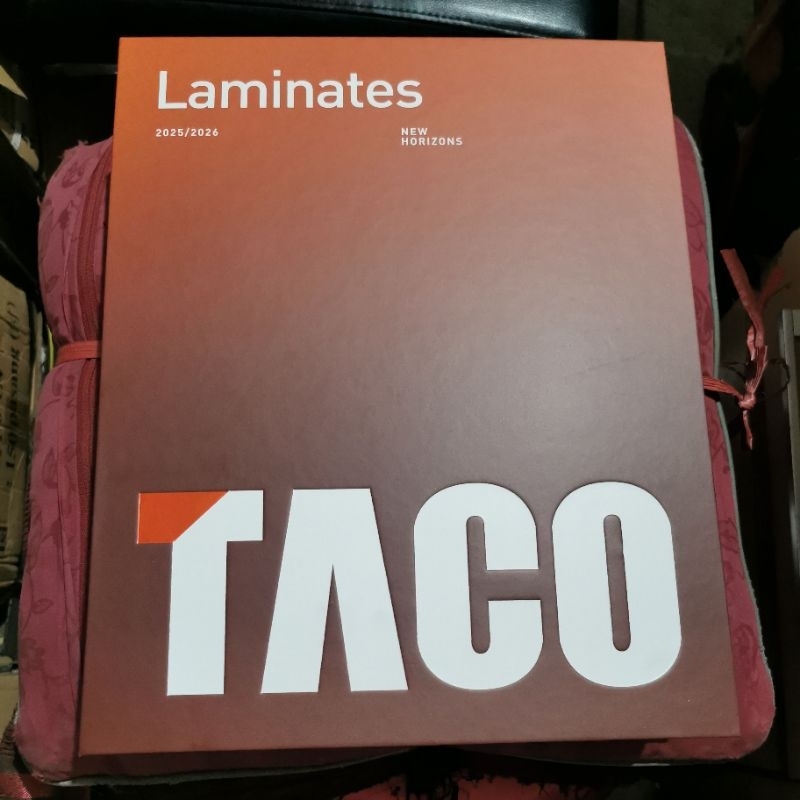 Laminates
2025/2026
NEW
HORIZONS
TACO